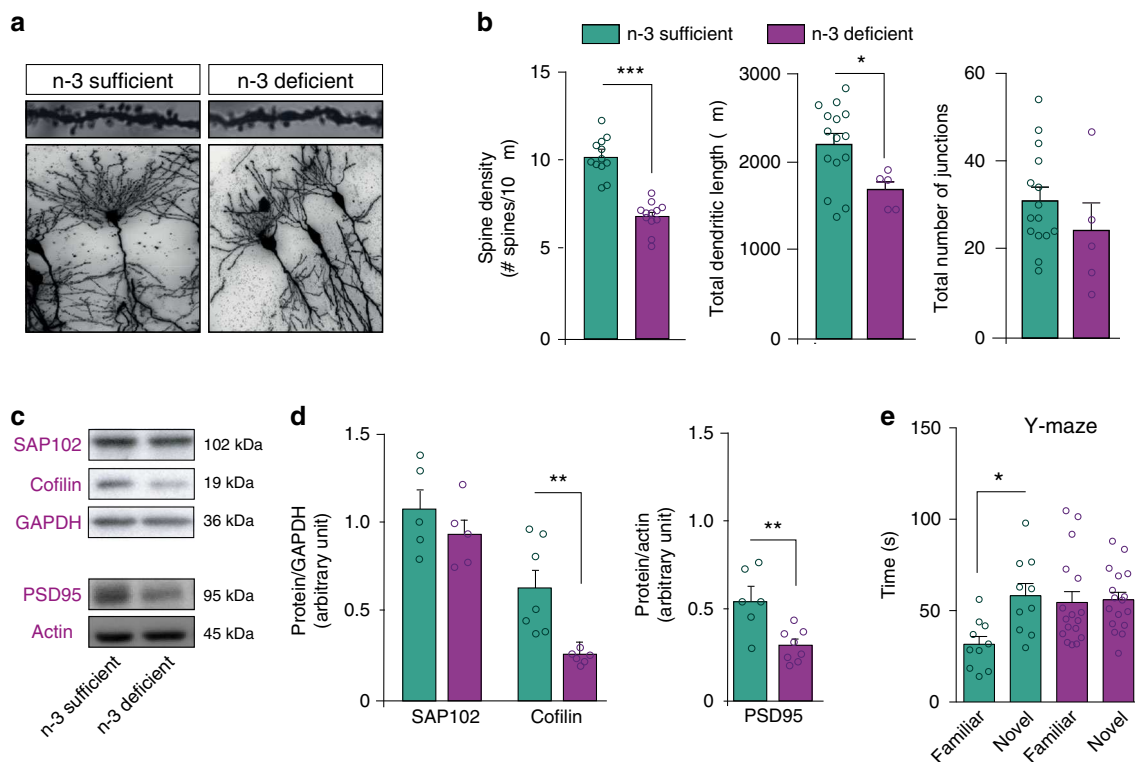 a
n-3 sufficient
n-3 deficient
b
n-3 sufficient
n-3 deficient
Spine density
(# spines/10 m)
15
10
5
0
***
Total dendritic length ( m)
3000
2000
1000
0
*
Total number of junctions
60
40
20
0
c
SAP102
102 kDa
Cofilin
19 kDa
GAPDH
36 kDa
PSD95
95 kDa
Actin
45 kDa
n-3 sufficient
n-3 deficient
d
Protein/GAPDH
(arbitrary unit)
1.5
1.0
0.5
0
**
SAP102
Cofilin
Protein/actin
(arbitrary unit)
1.5
1.0
0.5
0
**
PSD95
e
Y-maze
Time (s)
150
100
50
0
*
Familiar
Novel
Familiar
Novel